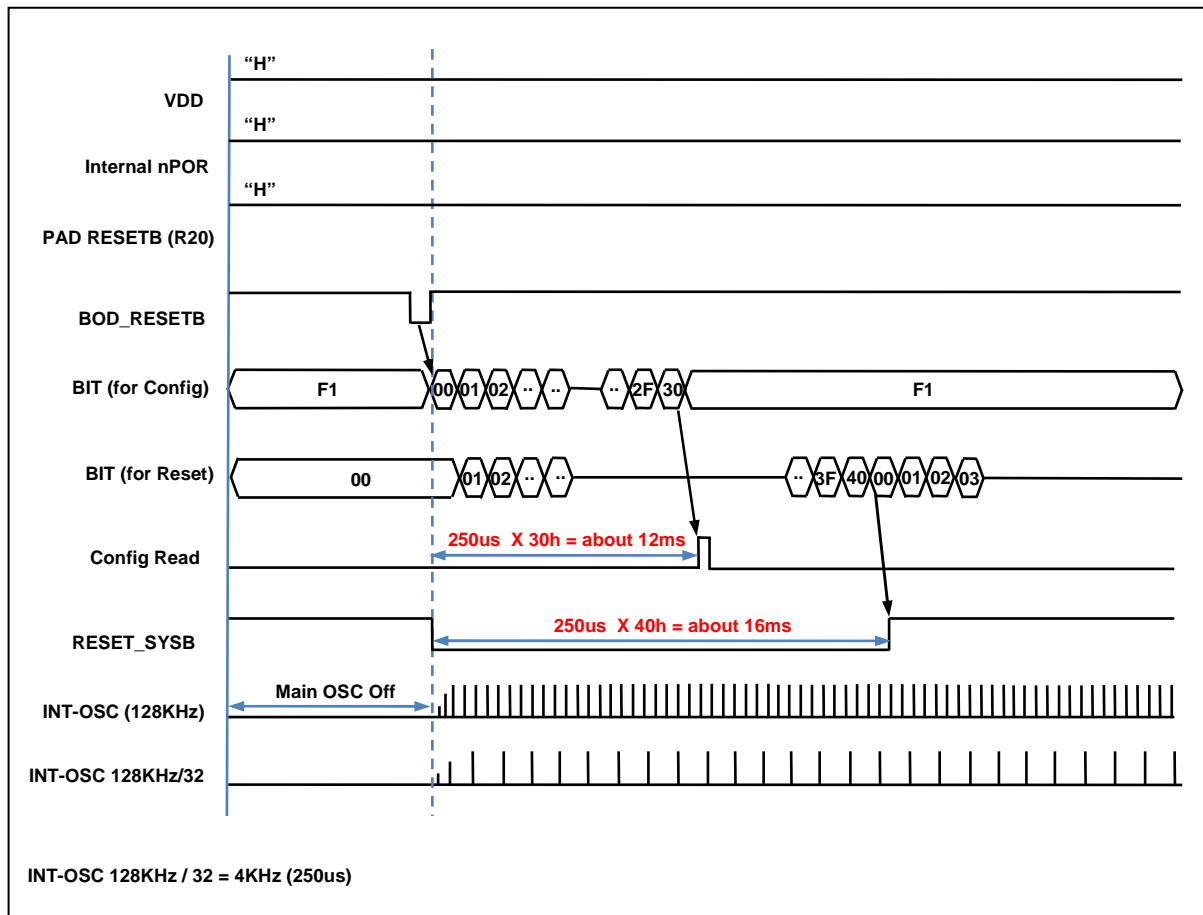 “H”
VDD
“H”
Internal nPOR
“H”
PAD RESETB (R20)
BOD_RESETB
BIT (for Config) F1 00 01 02 ·· ·· ·· 2F 30 F1
BIT (for Reset) 00 01 02 ·· ·· ·· 3F 40 00 01 02 03
250us X 30h = about 12ms
Config Read
250us X 40h = about 16ms
RESET_SYSB
Main OSC Off
INT-OSC (128KHz)
INT-OSC 128KHz/32
INT-OSC 128KHz / 32 = 4KHz (250us)